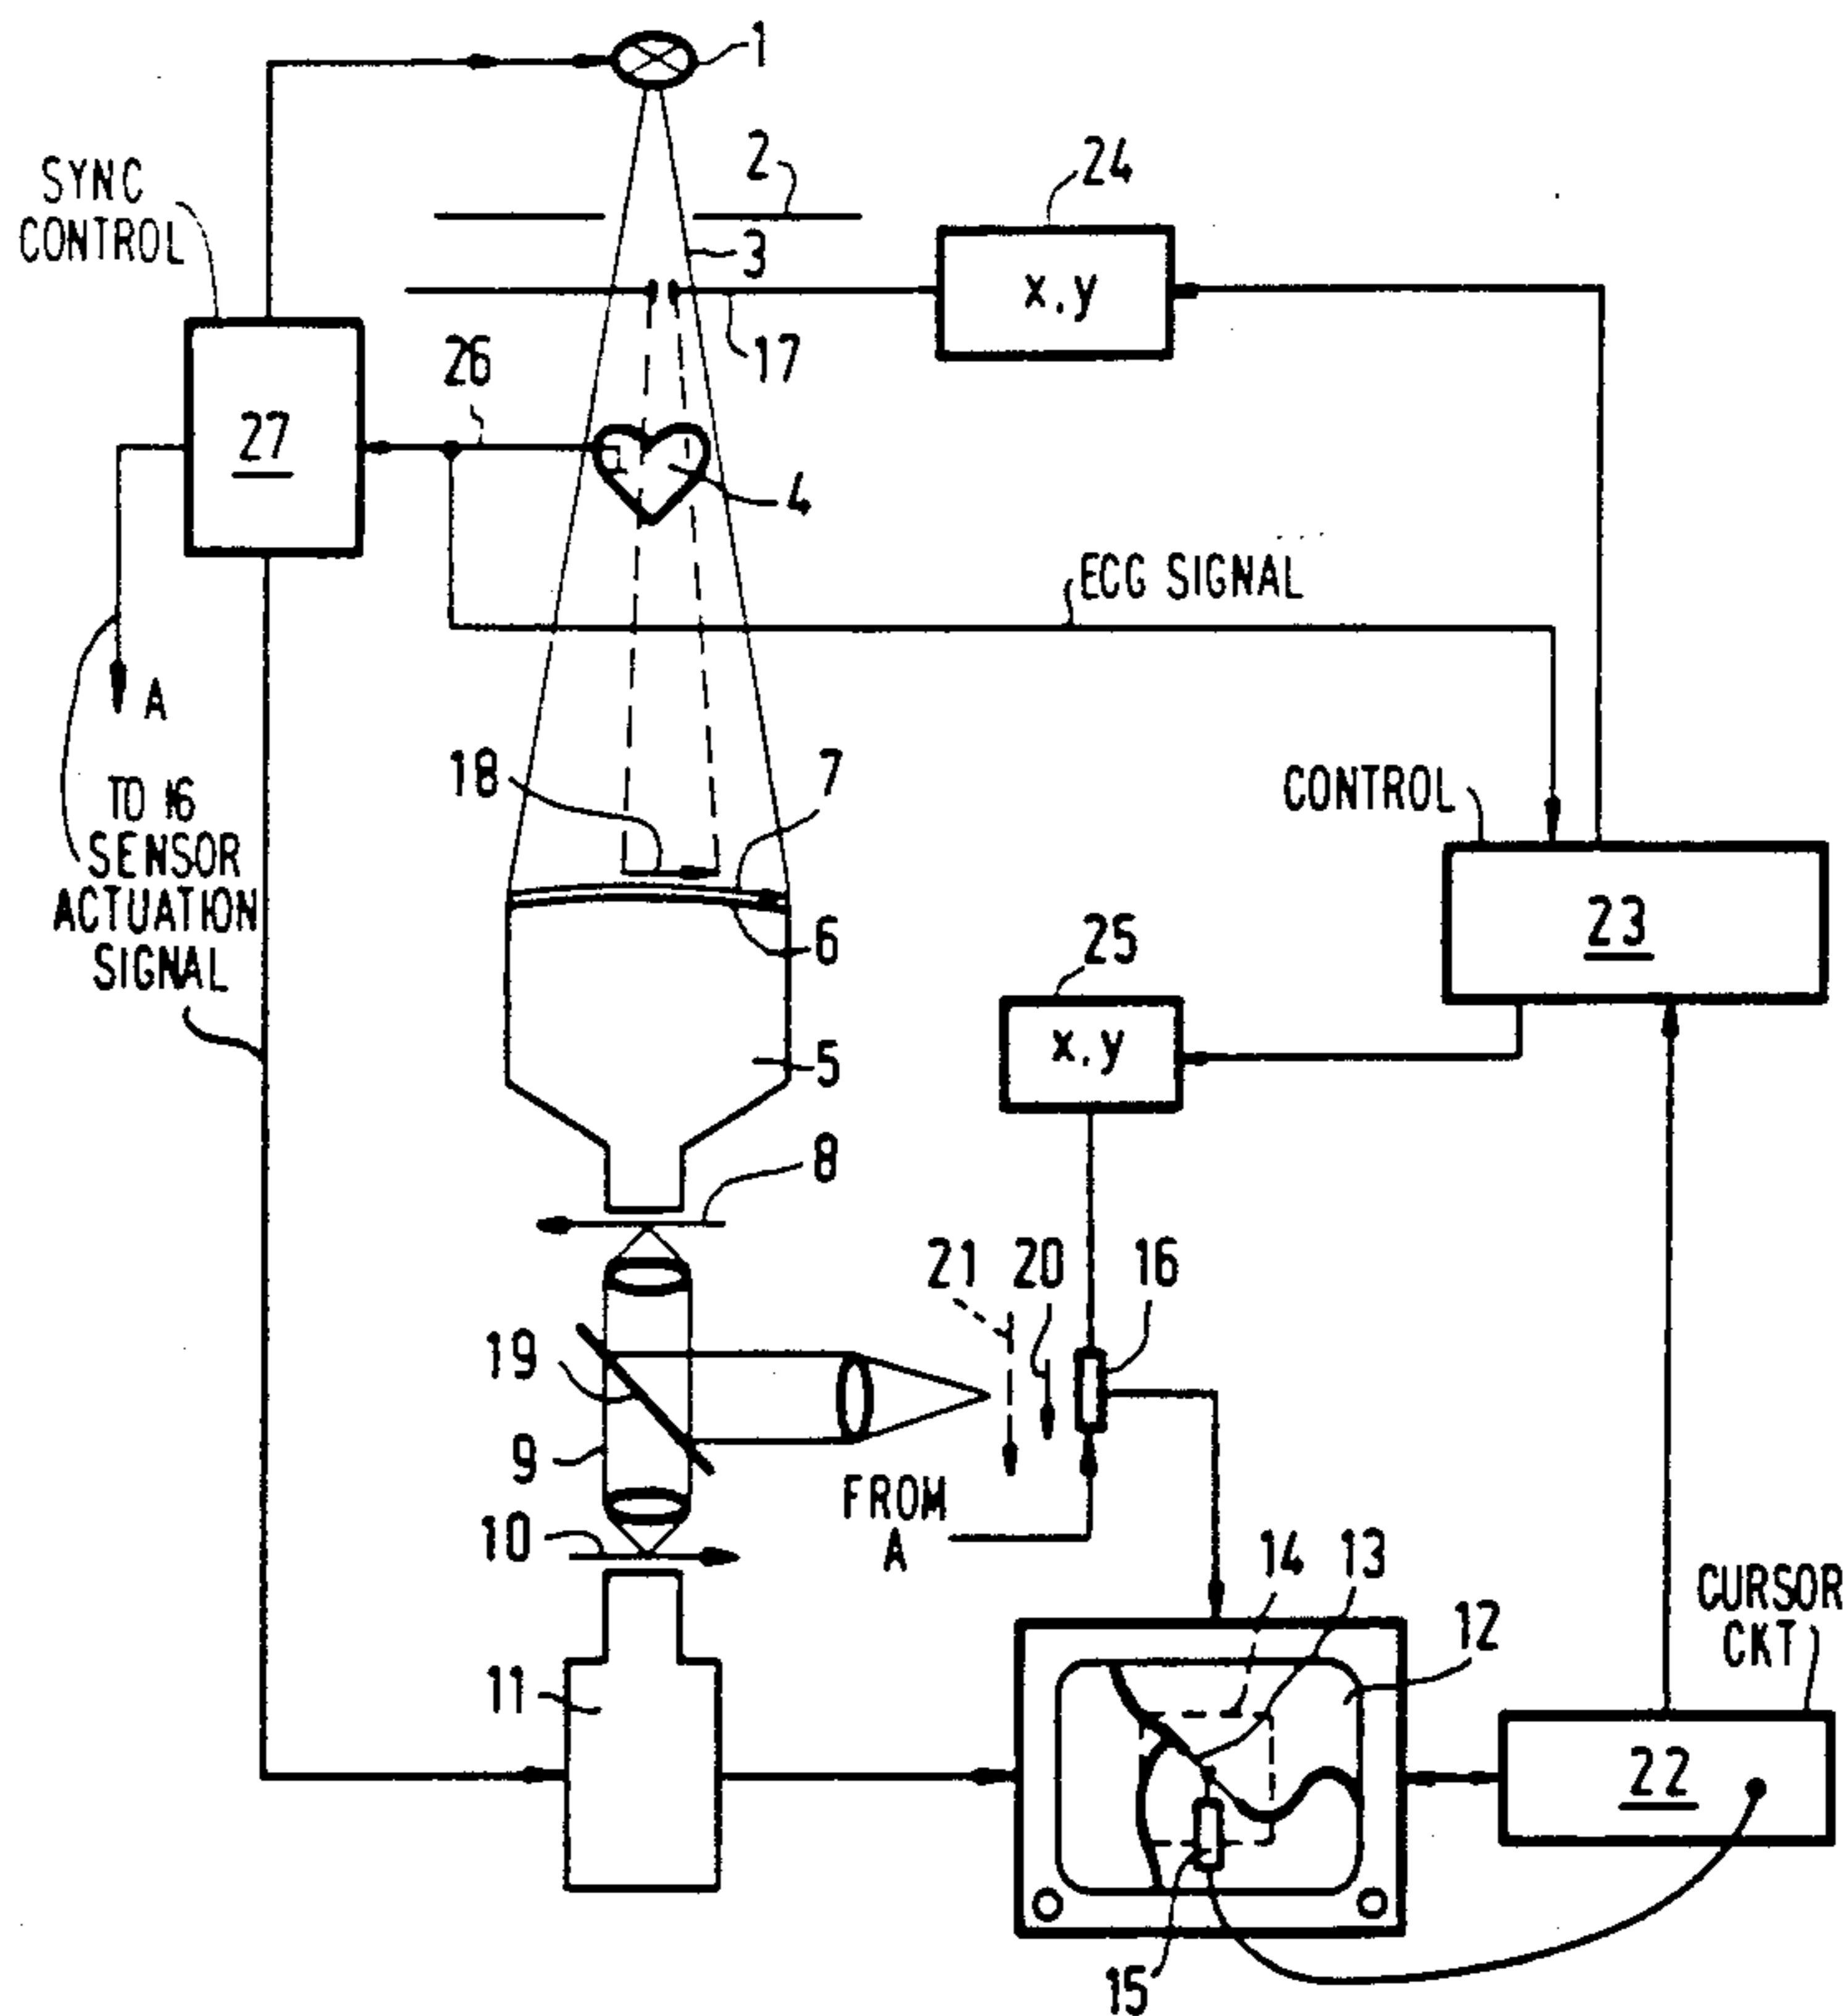 1
SYNC
CONTROL
2
24
3
x,y
26
17
27
4
ECG SIGNAL
A
18
7
CONTROL
TO 16
SENSOR
ACTUATION
SIGNAL
6
23
25
x,y
5
8
21
20
16
19
9
FROM
A
10
14
13
12
CURSOR
CKT
11
22
15